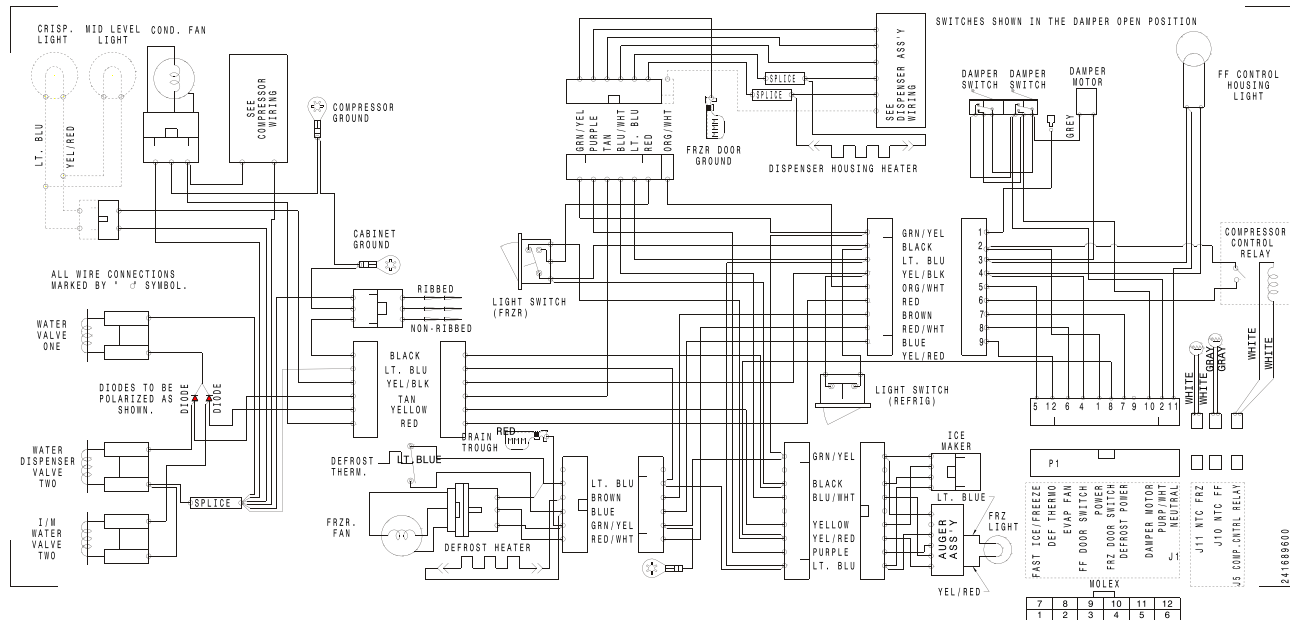 CRISP. LIGHT
MID LEVEL LIGHT
COND. FAN
LT. BLU
YEL/RED
SEE COMPRESSOR WIRING
COMPRESSOR GROUND
CABINET GROUND
ALL WIRE CONNECTIONS
MARKED BY " ♂ " SYMBOL.
WATER VALVE ONE
DIODES TO BE
POLARIZED AS
SHOWN.
DIODE
DIODE
WATER DISPENSER VALVE TWO
I/M WATER VALVE TWO
SPLICE
RIBBED
NON-RIBBED
BLACK
LT. BLU
YEL/BLK
TAN
YELLOW
RED
DRAIN TROUGH
RED
DEFROST THERM.
LT. BLUE
FRZR. FAN
DEFROST HEATER
LT. BLU
BROWN
BLUE
GRN/YEL
RED/WHT
LIGHT SWITCH (FRZR)
GRN/YEL
PURPLE
TAN
BLU/WHT
LT. BLU
RED
ORG/WHT
FRZR DOOR GROUND
SPLICE
SPLICE
SEE DISPENSER WIRING
DISPENSER ASS'Y
DISPENSER HOUSING HEATER
SWITCHES SHOWN IN THE DAMPER OPEN POSITION
DAMPER SWITCH
DAMPER SWITCH
DAMPER MOTOR
GREY
FF CONTROL HOUSING LIGHT
GRN/YEL
BLACK
LT. BLU
YEL/BLK
ORG/WHT
RED
BROWN
RED/WHT
BLUE
YEL/RED
1
2
3
4
5
6
7
8
9
COMPRESSOR CONTROL RELAY
LIGHT SWITCH (REFRIG)
WHITE
WHITE
GRAY
GRAY
WHITE
WHITE
5 12 6 4 1 8 7 9 10 2 11
P1
GRN/YEL
BLACK
BLU/WHT
YELLOW
YEL/RED
PURPLE
LT. BLU
ICE MAKER
LT. BLUE
AUGER ASS'Y
FRZ LIGHT
YEL/RED
FAST ICE/FREEZE
DEF THERMO
EVAP FAN
FF DOOR SWITCH
POWER
FRZ DOOR SWITCH
DEFROST POWER
DAMPER MOTOR
PURP/WHT
NEUTRAL
J1
J11 NTC FRZ
J10 NTC FF
J5 COMP.CNTRL RELAY
241689600
MOLEX
7 8 9 10 11 12
1 2 3 4 5 6